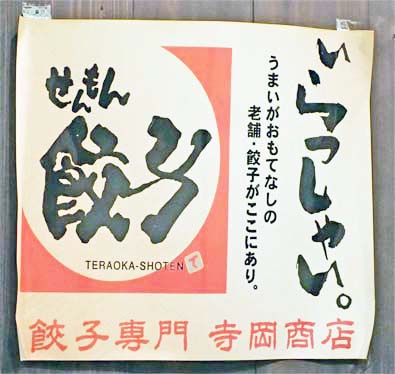 いらっしゃい。
うまいがおもてなしの
老舗・餃子がここにあり。
せんもん
餃子
TERAOKA-SHOTEN
て
餃子専門 寺岡商店